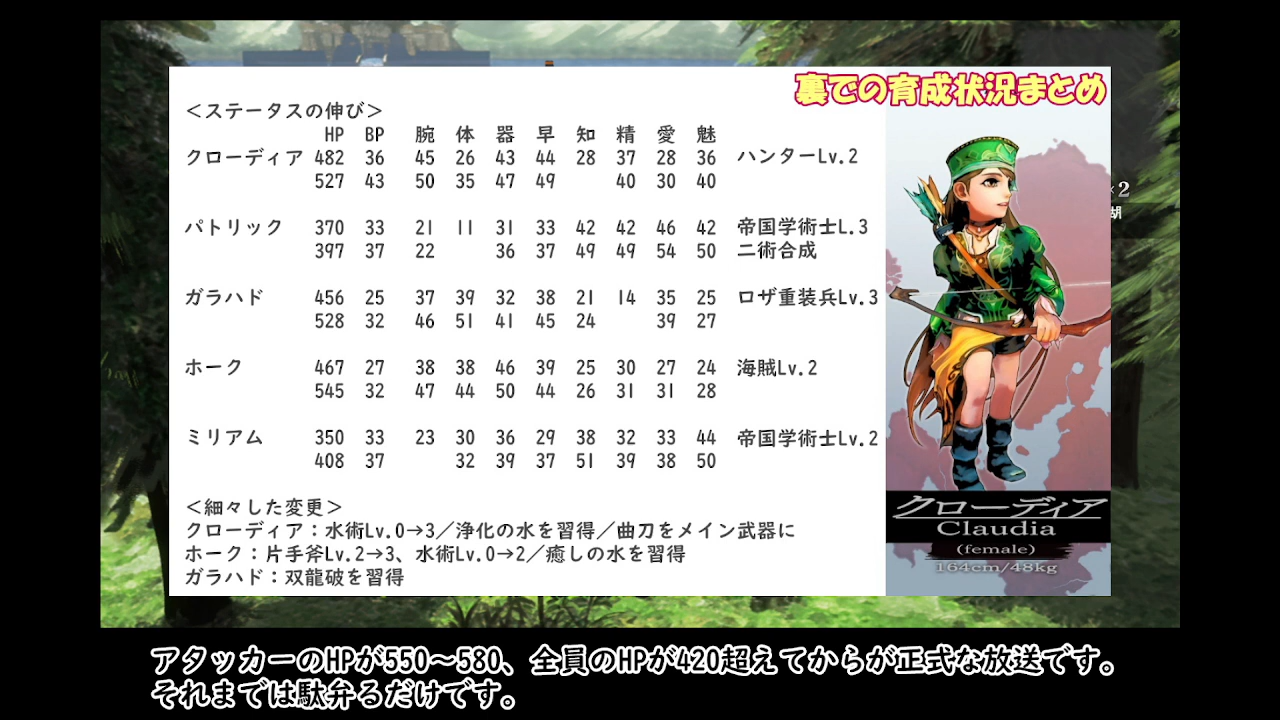 裏での育成状況まとめ
<ステータスの伸び>
HP BP 腕 体 器 早 知 精 愛 魅
クローディア 482 36 45 26 43 44 28 37 28 36 ハンターLv.2
527 43 50 35 47 49 40 30 40
パトリック 370 33 21 11 31 33 42 42 46 42 帝国学術士L.3
397 37 22 36 37 49 49 54 50 二術合成
ガラハド 456 25 37 39 32 38 21 14 35 25 ロザ重装兵Lv.3
528 32 46 51 41 45 24 39 27
ホーク 467 27 38 38 46 39 25 30 27 24 海賊Lv.2
545 32 47 44 50 44 26 31 31 28
ミリアム 350 33 23 30 36 29 38 32 33 44 帝国学術士Lv.2
408 37 32 39 37 51 39 38 50
<細々した変更>
クローディア：水術Lv.0→3／浄化の水を習得／曲刀をメイン武器に
ホーク：片手斧Lv.2→3、水術Lv.0→2／癒しの水を習得
ガラハド：双龍破を習得
クローディア
Claudia
(female)
164cm/48kg
×2
湖
アタッカーのHPが550～580、全員のHPが420超えてからが正式な放送です。
それまでは駄弁るだけです。